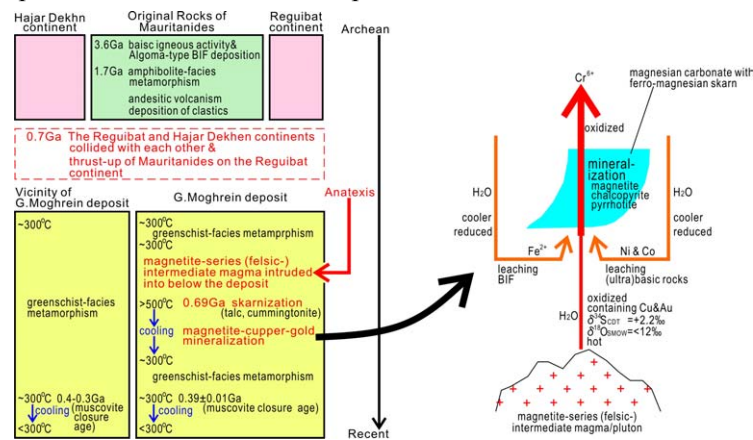 Hajar Dekhn
continent
Original Rocks of
Mauritanides
Reguibat
continent
Archean
3.6Ga baisc igneous activity&
Algoma-type BIF deposition
1.7Ga amphibolite-facies
metamorphism
andesitic volcanism
deposition of clastics
0.7Ga The Reguibat and Hajar Dekhen continents
collided with each other &
thrust-up of Mauritanides on the Reguibat
continent
Vicinity of
G.Moghrein deposit
G.Moghrein deposit
Anatexis
~300°C
greenschist-facies
metamorphism
~300°C 0.4-0.3Ga
cooling (muscovite
closure
age)
<300°C
~300°C
greenschist-facies metamprphism
~300°C
magnetite-series (felsic-)
intermediate magma intruded
into below the deposit
>500°C 0.69Ga skarnization
(talc, cummingtonite)
cooling
magnetite-cupper-gold
mineralization
~300°C
greenschist-facies metamorphism
~300°C 0.39±0.01Ga
cooling (muscovite closure age)
<300°C
Recent
magnesian carbonate with
ferro-magnesian skarn
Cr⁶⁺
oxidized
mineral-
ization
magnetite
chalcopyrite
pyrrhotite
H₂O
cooler
reduced
H₂O
cooler
reduced
Fe²⁺
Ni & Co
leaching
BIF
leaching
(ultra)basic rocks
oxidized
containing Cu&Au
H₂O
δ³⁴SCDT =+2.2‰
δ¹⁸OSMOW=<12‰
hot
magnetite-series (felsic-)
intermediate magma/pluton